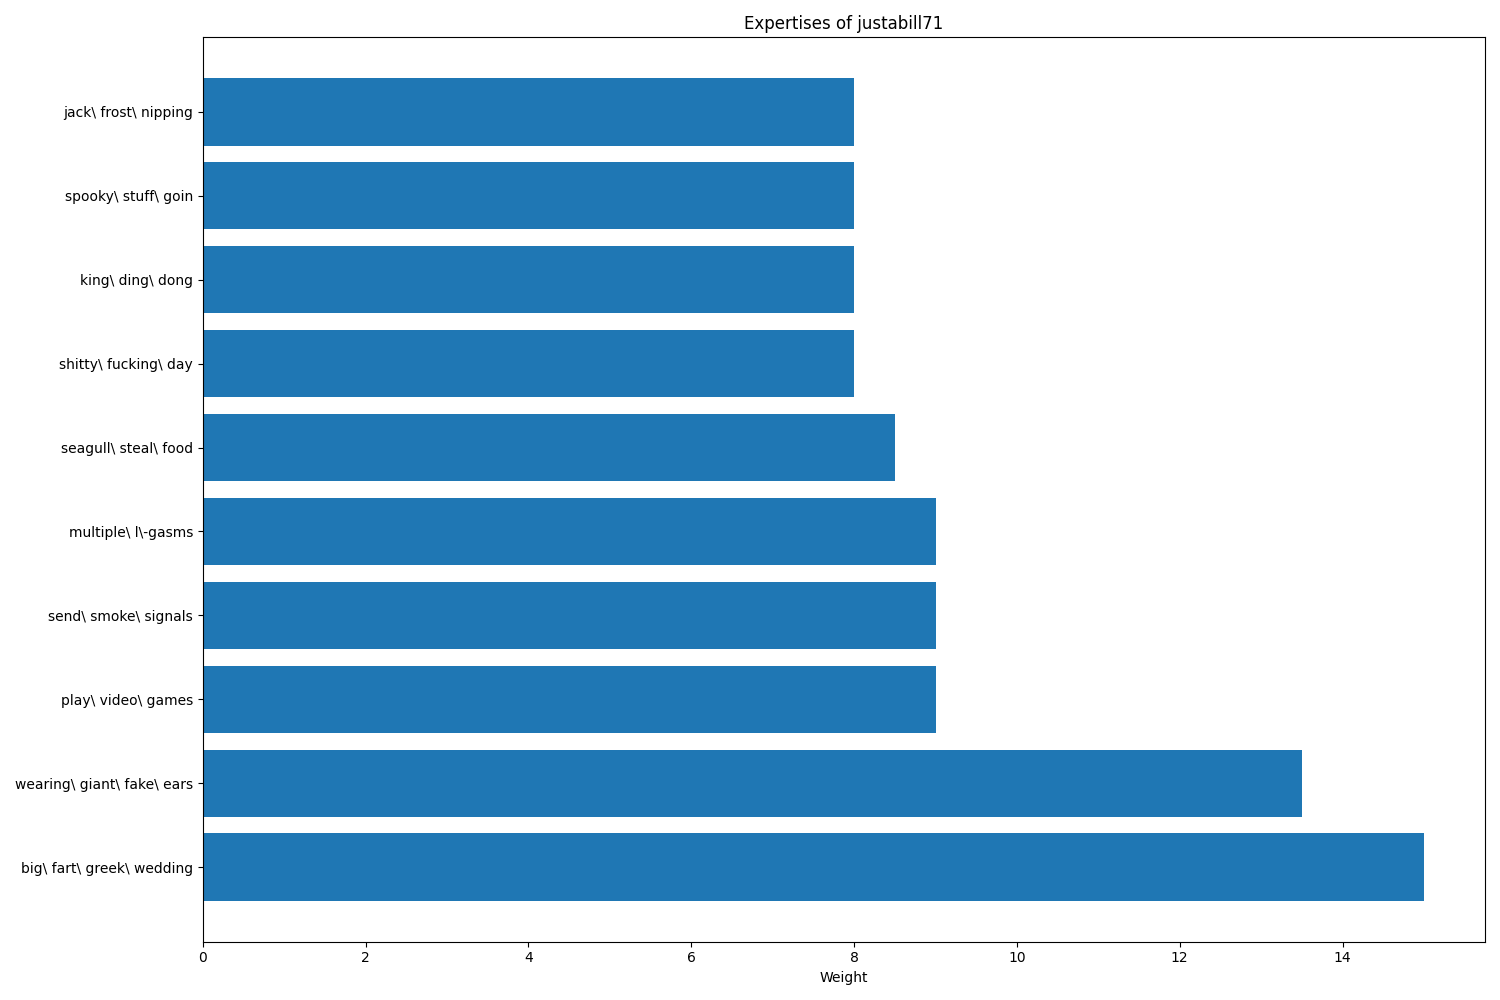 Expertises of justabill71
jack\ frost\ nipping
spooky\ stuff\ goin
king\ ding\ dong
shitty\ fucking\ day
seagull\ steal\ food
multiple\ l\-gasms
send\ smoke\ signals
play\ video\ games
wearing\ giant\ fake\ ears
big\ fart\ greek\ wedding
0 2 4 6 8 10 12 14
Weight